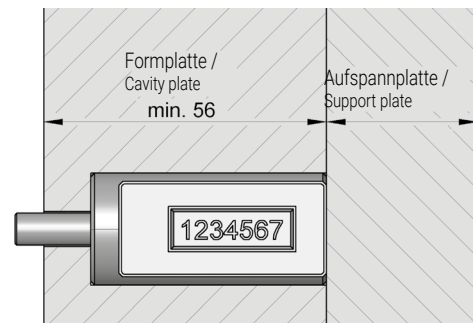 Formplatte /
Cavity plate
min. 56
Aufspannplatte /
Support plate
1234567